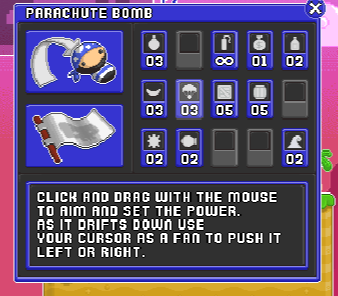 PARACHUTE BOMB
03 ∞ 01 02
03 03 05 05
02 02 02
CLICK AND DRAG WITH THE MOUSE
TO AIM AND SET THE POWER.
AS IT DRIFTS DOWN USE
YOUR CURSOR AS A FAN TO PUSH IT
LEFT OR RIGHT.